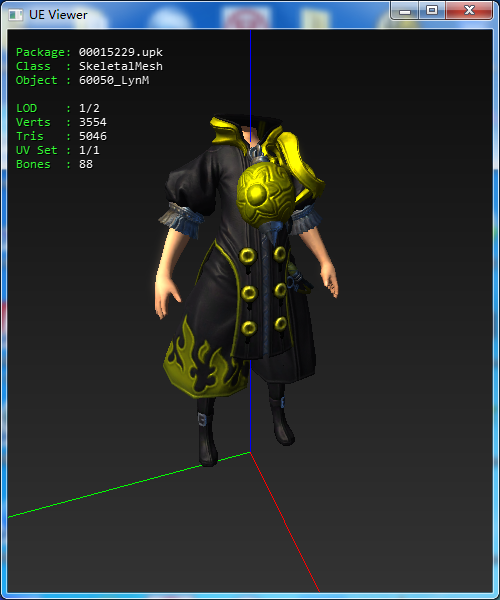 UE Viewer
Package: 00015229.upk
Class : SkeletalMesh
Object : 60050_LynM
LOD : 1/2
Verts : 3554
Tris : 5046
UV Set : 1/1
Bones : 88